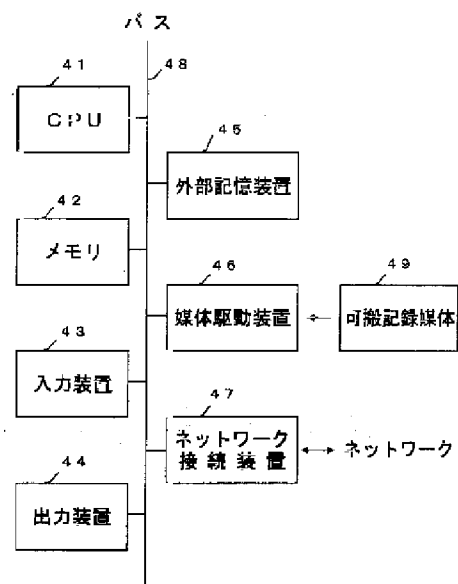 バス
48
41
CPU
45
外部記憶装置
42
メモリ
46
媒体駆動装置
49
可搬記録媒体
43
入力装置
47
ネットワーク
接続装置
ネットワーク
44
出力装置